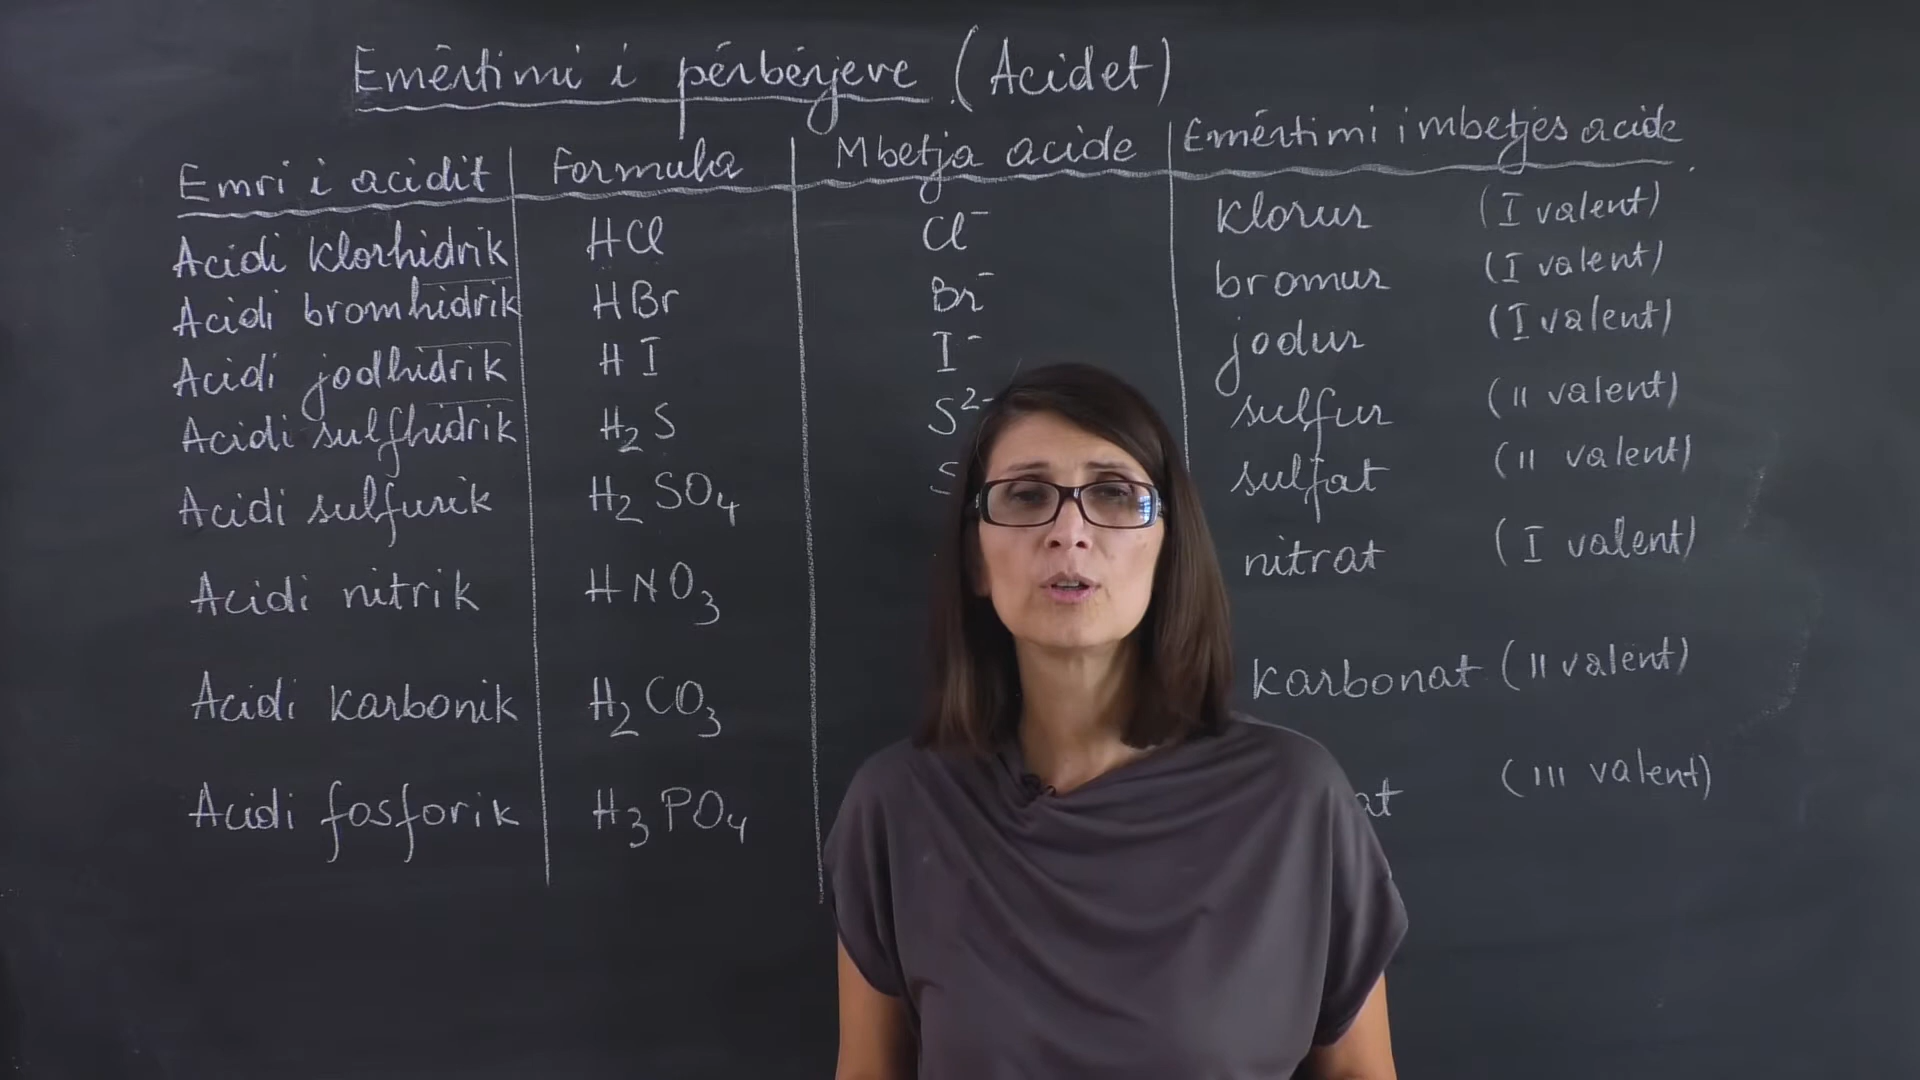 Emërtimi i përbërjeve (Acidet)
Emri i acidit Formula Mbetja acide Emërtimi i mbetjes acide
Acidi klorhidrik HCl Cl⁻ klorur (I valent)
Acidi bromhidrik HBr Br⁻ bromur (I valent)
Acidi jodhidrik HI I⁻ jodur (I valent)
Acidi sulfhidrik H₂S S²⁻ sulfur (II valent)
Acidi sulfurik H₂SO₄ S sulfat (II valent)
Acidi nitrik HNO₃ nitrat (I valent)
Acidi karbonik H₂CO₃ karbonat (II valent)
Acidi fosforik H₃PO₄ at (III valent)